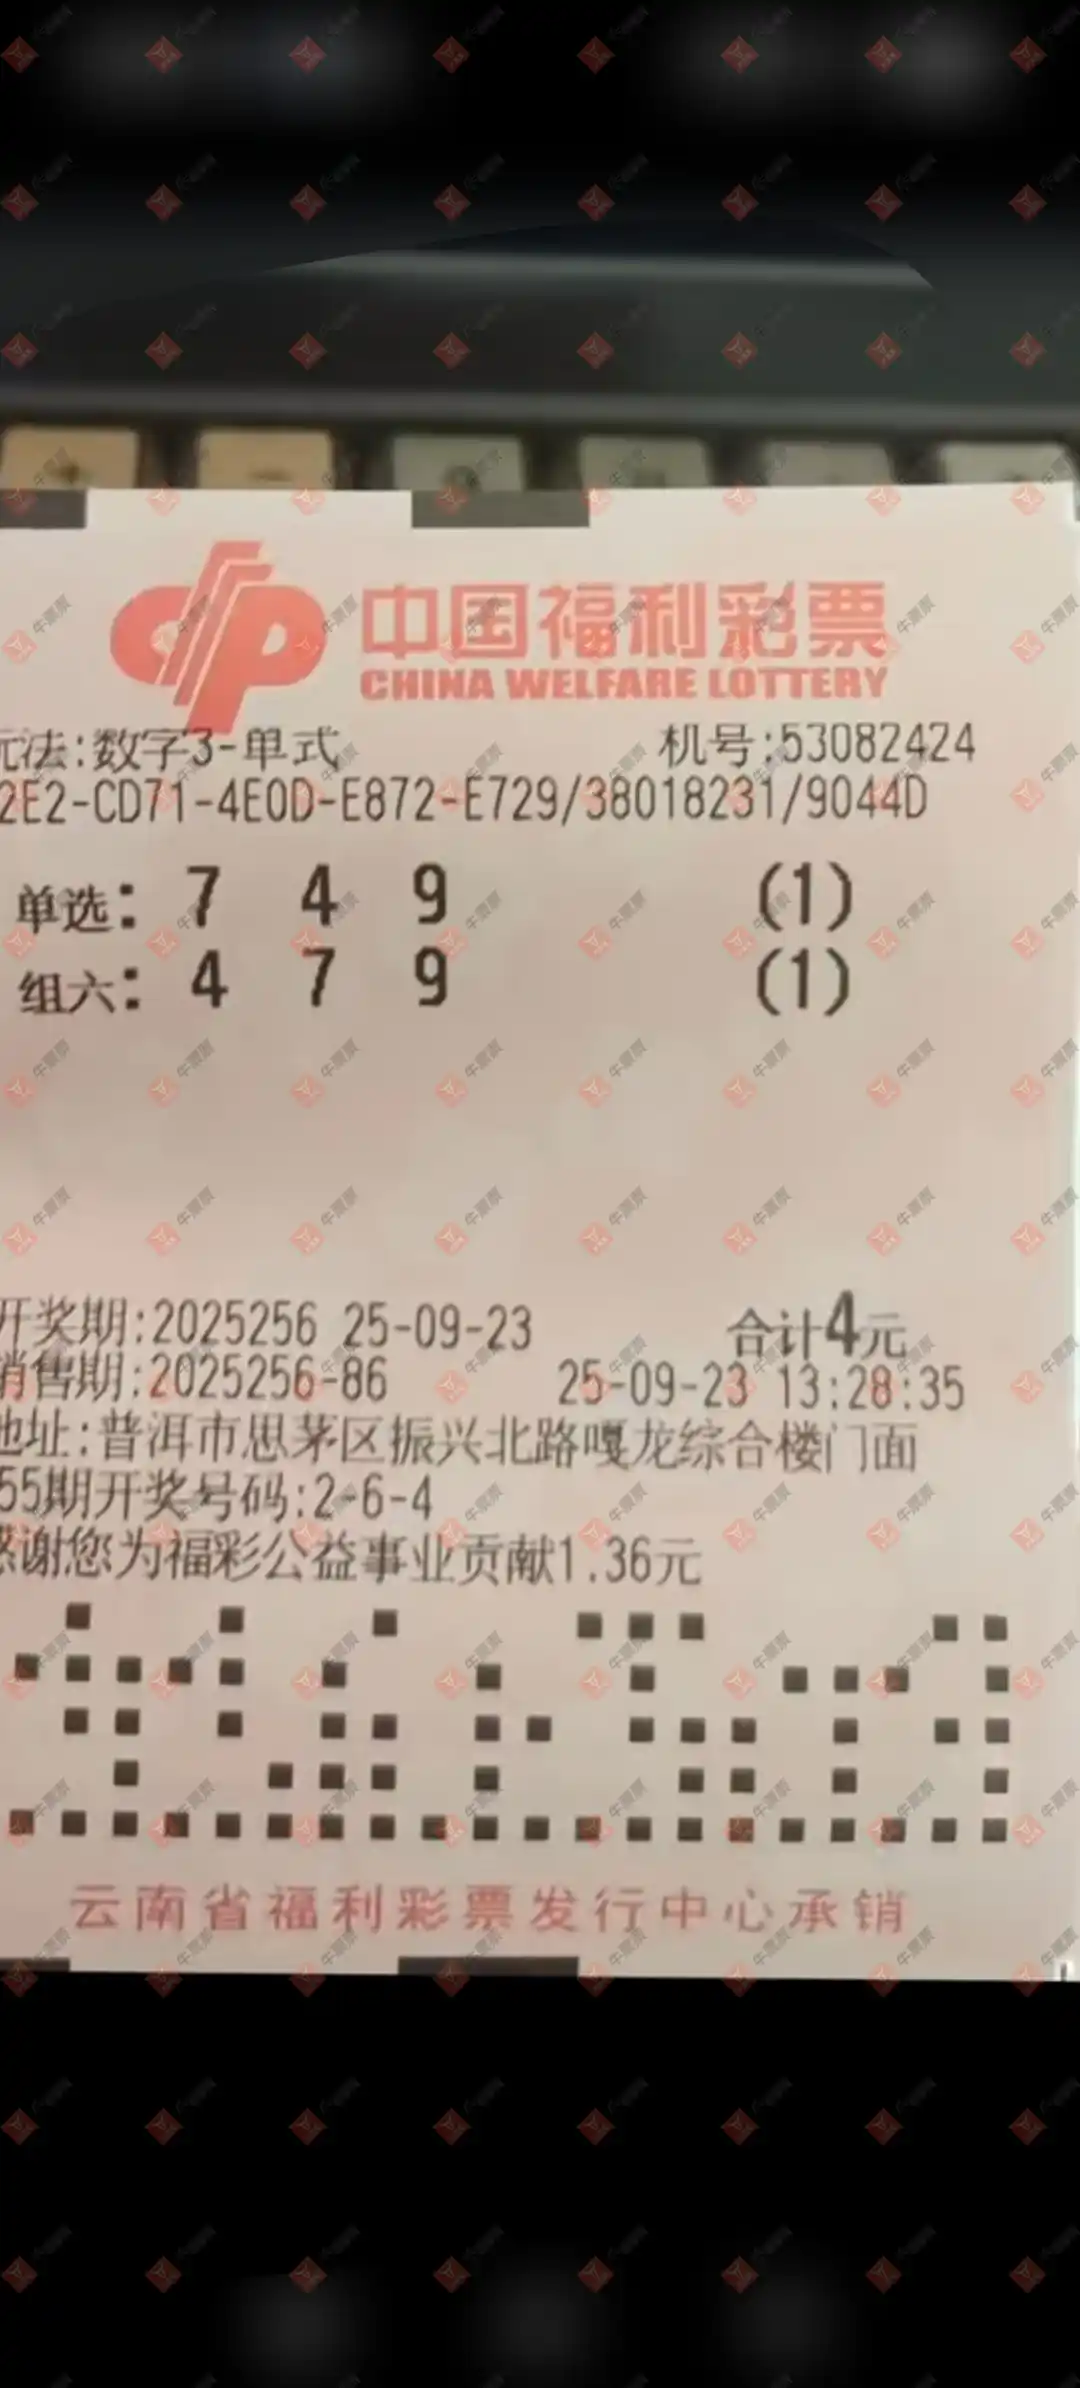 中国福利彩票
CHINA WELFARE LOTTERY
玩法:数字3-单式 机号:53082424
2E2-CD71-4E0D-E872-E729/38018231/9044D
单选: 7 4 9 (1)
组六: 4 7 9 (1)
开奖期:2025256 25-09-23 合计4元
销售期:2025256-86 25-09-23 13:28:35
地址:普洱市思茅区振兴北路嘎龙综合楼门面
55期开奖号码:2-6-4
感谢您为福彩公益事业贡献1.36元
云南省福利彩票发行中心承销
牛票票